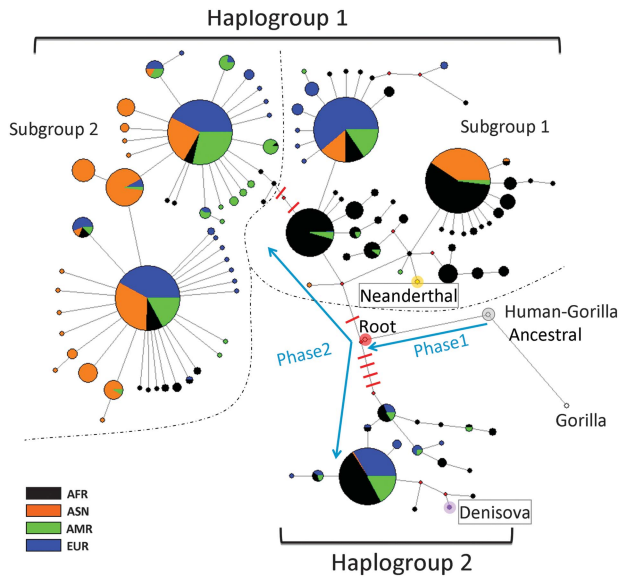 Haplogroup 1
Subgroup 2
Subgroup 1
Neanderthal
Human-Gorilla
Ancestral
Root
Phase2
Phase1
Gorilla
Denisova
AFR
ASN
AMR
EUR
Haplogroup 2